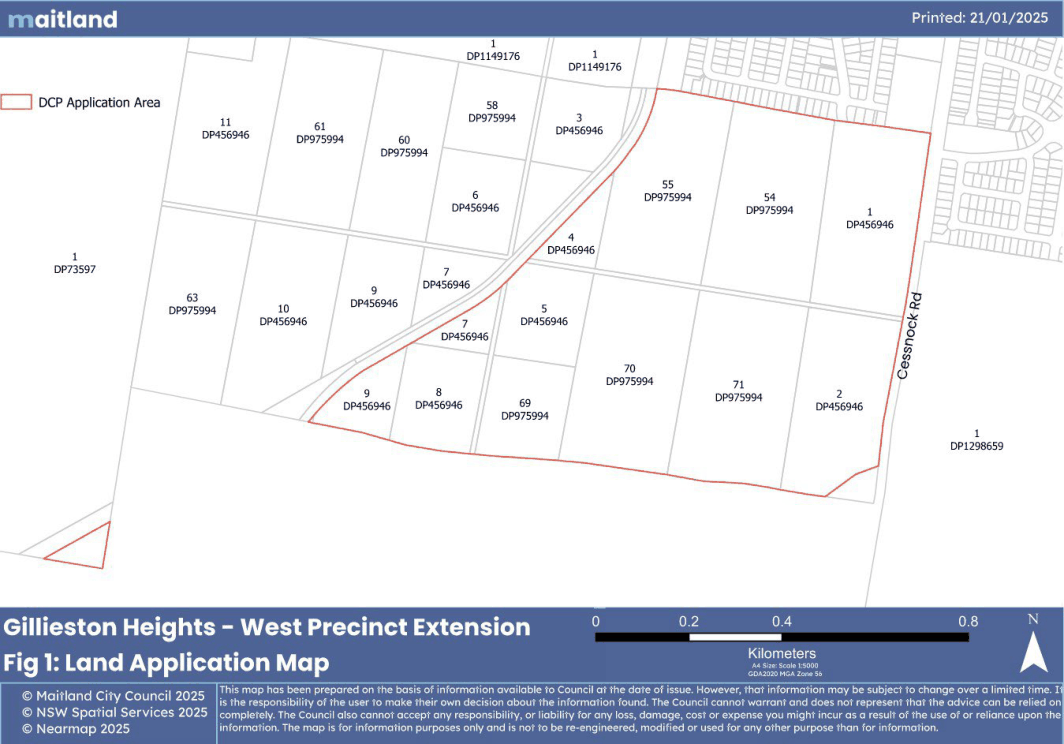 maitland
Printed: 21/01/2025
DCP Application Area
1
DP1149176
1
DP1149176
11
DP456946
61
DP975994
60
DP975994
58
DP975994
3
DP456946
6
DP456946
55
DP975994
54
DP975994
1
DP456946
4
DP456946
1
DP73597
63
DP975994
10
DP456946
9
DP456946
7
DP456946
7
DP456946
5
DP456946
70
DP975994
71
DP975994
2
DP456946
Cessnock Rd
9
DP456946
8
DP456946
69
DP975994
1
DP1298659
Gillieston Heights - West Precinct Extension
Fig 1: Land Application Map
0 0.2 0.4 0.8
Kilometers
A4 Size: Scale 1:5000
GDA2020 MGA Zone 56
N
© Maitland City Council 2025
© NSW Spatial Services 2025
© Nearmap 2025
This map has been prepared on the basis of information available to Council at the date of issue. However, that information may be subject to change over a limited time. It
is the responsibility of the user to make their own decision about the information found. The Council cannot warrant and does not represent that the advice can be relied on
completely. The Council also cannot accept any responsibility, or liability for any loss, damage, cost or expense you might incur as a result of the use of or reliance upon the
information. The map is for information purposes only and is not to be re-engineered, modified or used for any other purpose than for information.